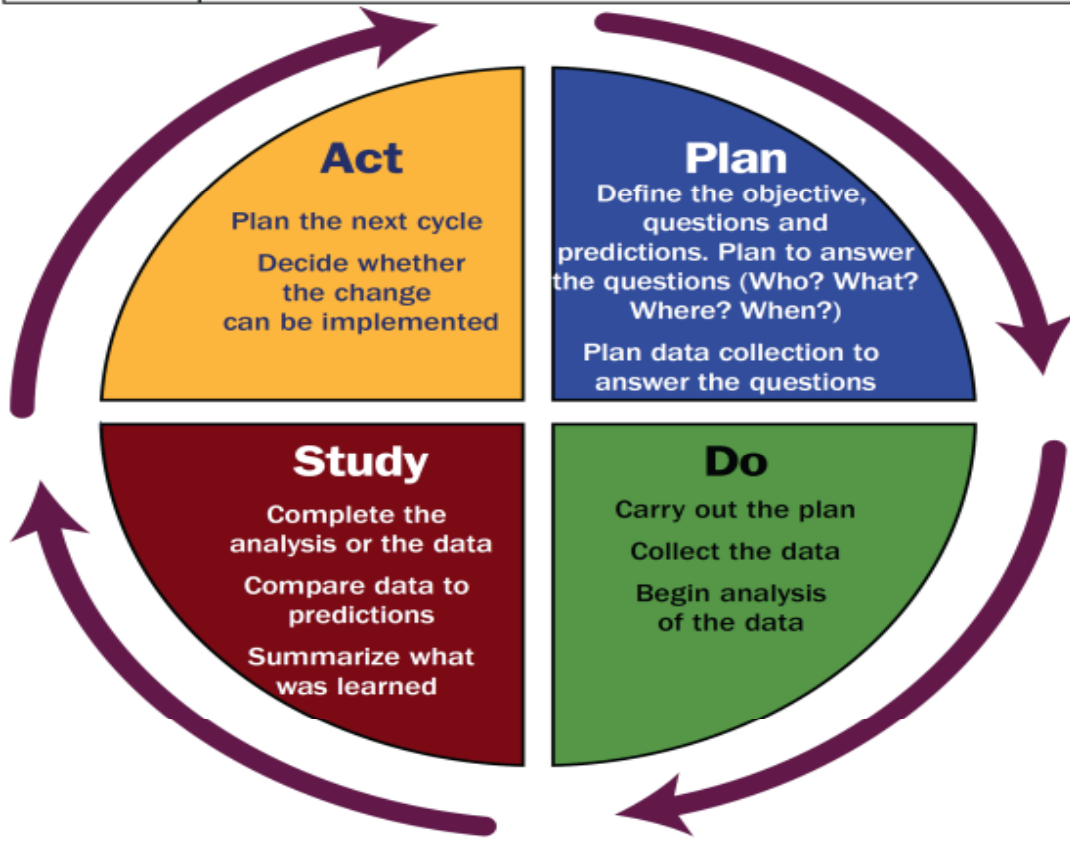 Act
Plan the next cycle
Decide whether
the change
can be implemented
Plan
Define the objective,
questions and
predictions. Plan to answer
the questions (Who? What?
Where? When?)
Plan data collection to
answer the questions
Study
Complete the
analysis or the data
Compare data to
predictions
Summarize what
was learned
Do
Carry out the plan
Collect the data
Begin analysis
of the data